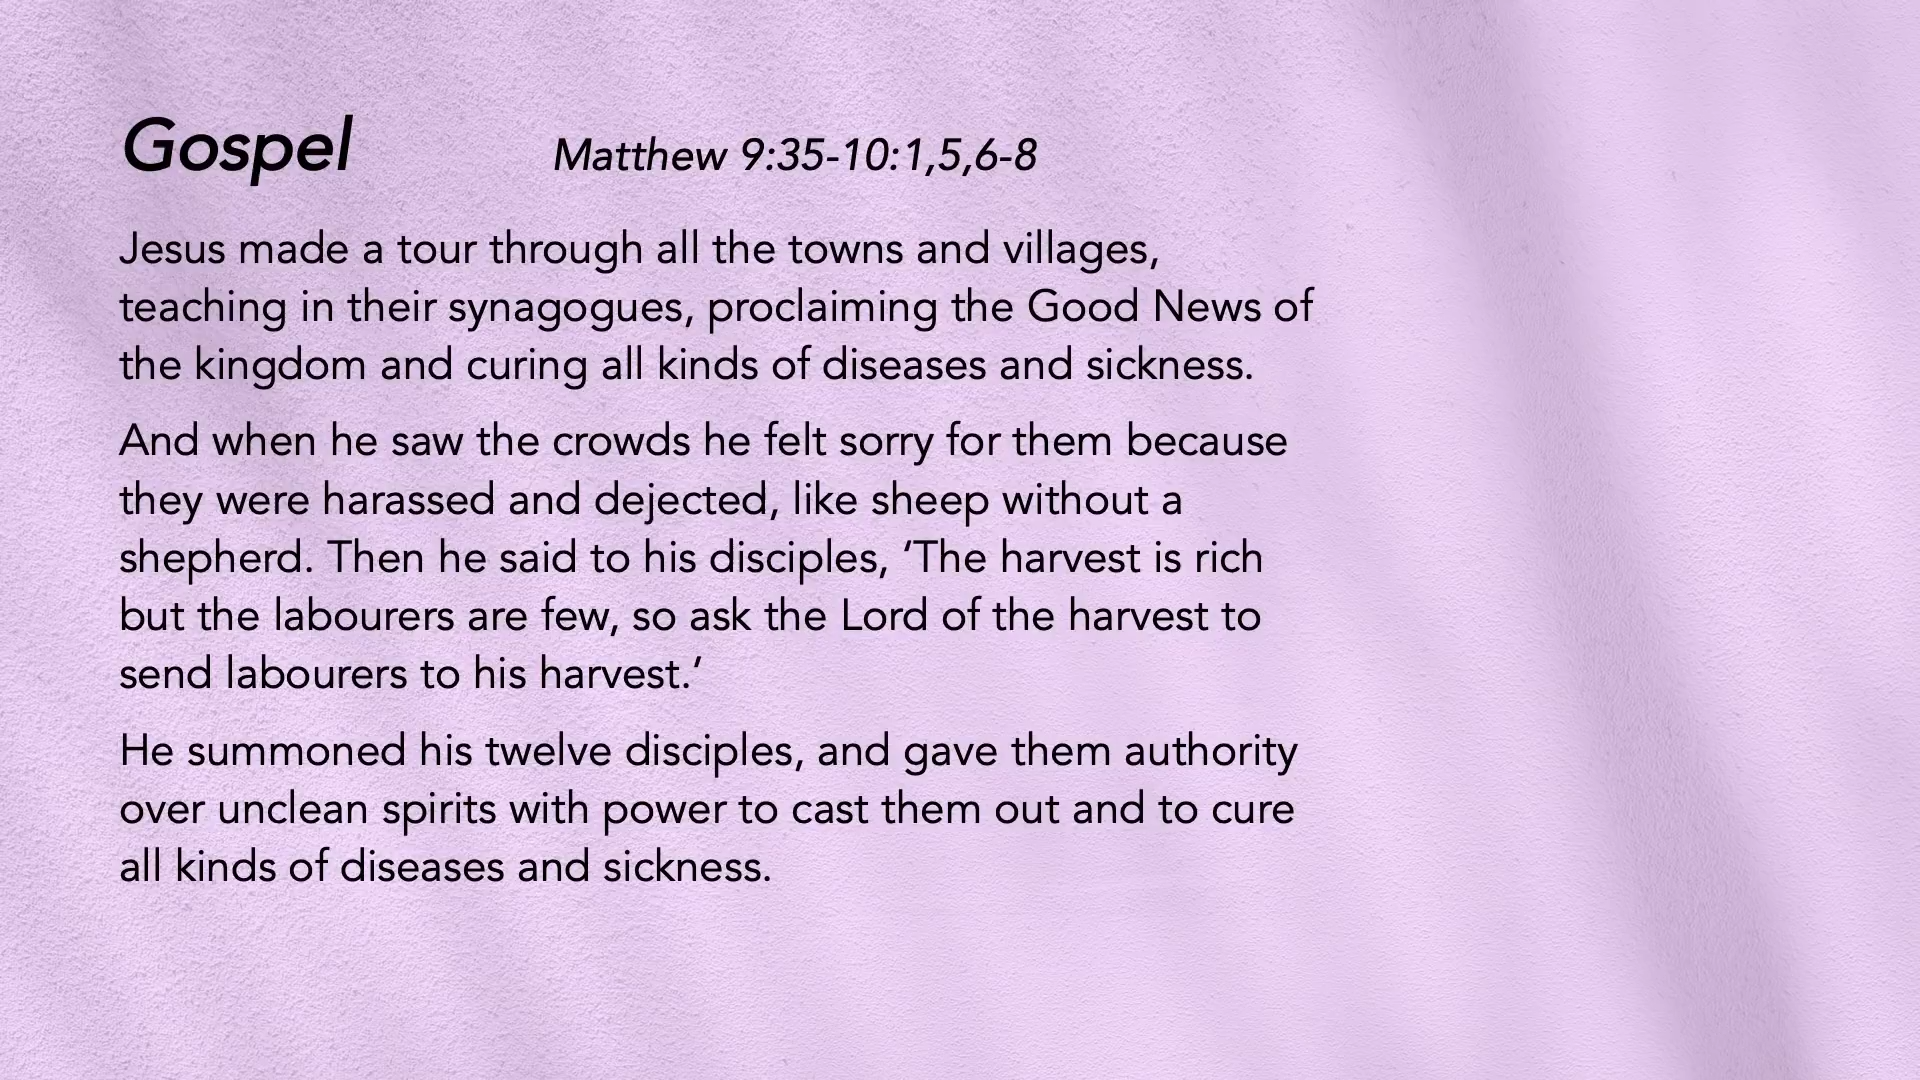 Gospel Matthew 9:35-10:1,5,6-8
Jesus made a tour through all the towns and villages,
teaching in their synagogues, proclaiming the Good News of
the kingdom and curing all kinds of diseases and sickness.
And when he saw the crowds he felt sorry for them because
they were harassed and dejected, like sheep without a
shepherd. Then he said to his disciples, ‘The harvest is rich
but the labourers are few, so ask the Lord of the harvest to
send labourers to his harvest.’
He summoned his twelve disciples, and gave them authority
over unclean spirits with power to cast them out and to cure
all kinds of diseases and sickness.